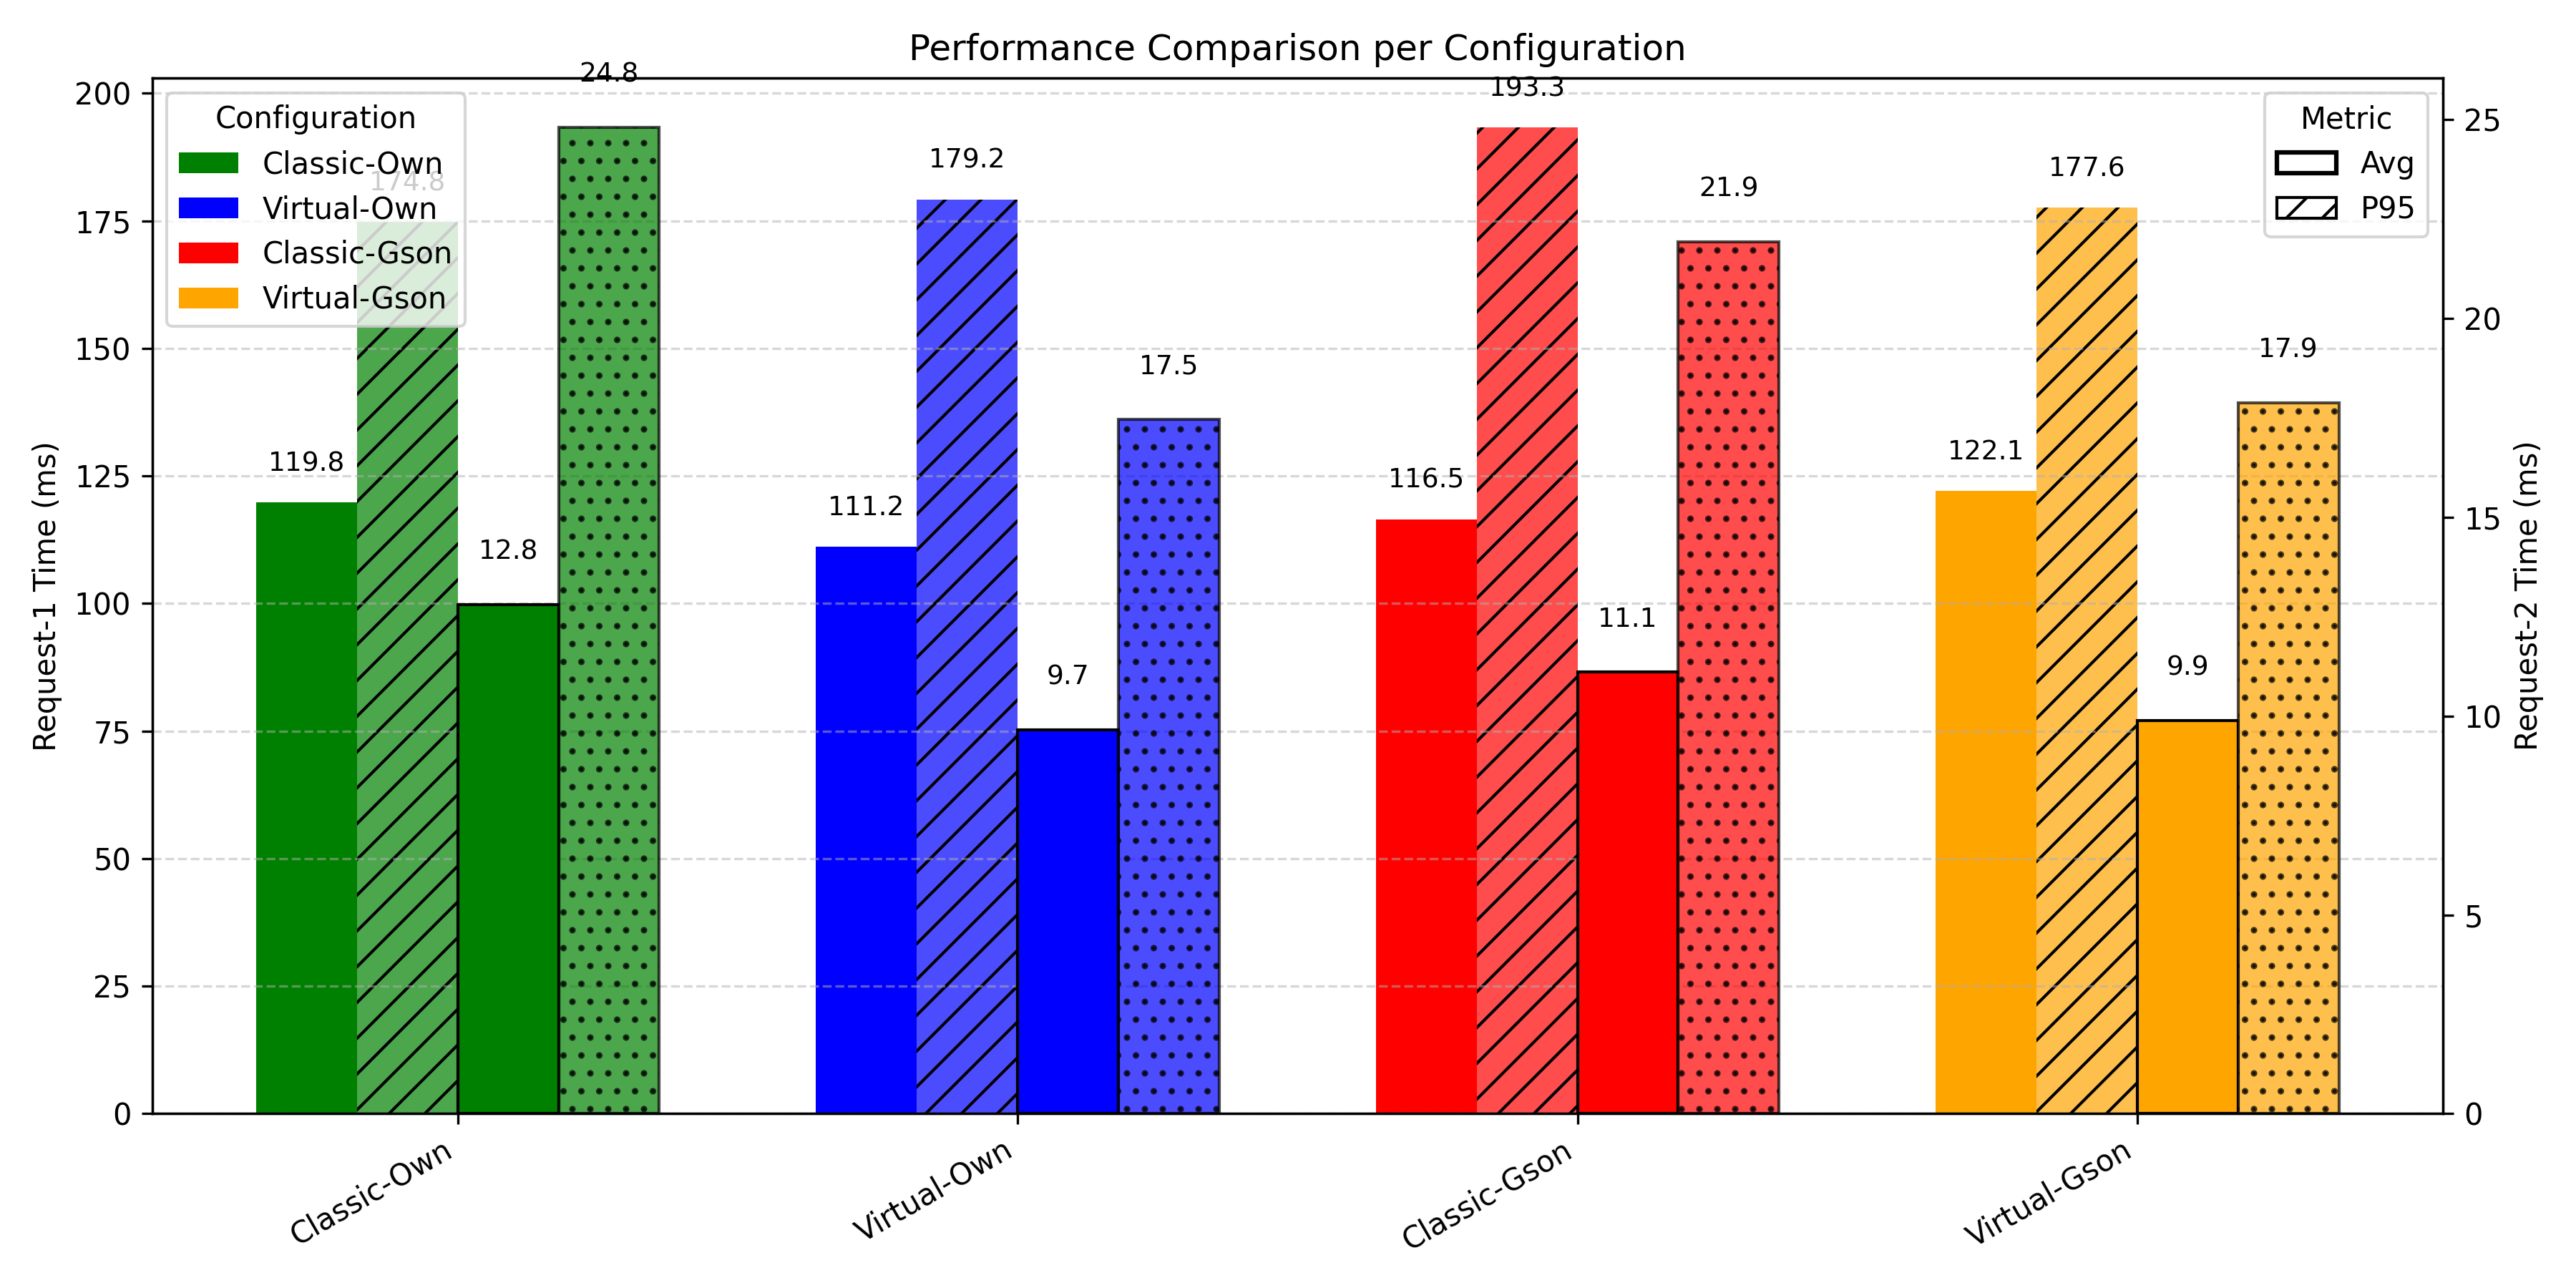 Performance Comparison per Configuration
Request-1 Time (ms)
200
175
150
125
100
75
50
25
0
Configuration
Classic-Own
Virtual-Own
Classic-Gson
Virtual-Gson
119.8
174.8
12.8
24.8
111.2
179.2
9.7
17.5
116.5
193.3
11.1
21.9
122.1
177.6
9.9
17.9
Metric
Avg
P95
25
20
15
10
5
0
Request-2 Time (ms)
Classic-Own
Virtual-Own
Classic-Gson
Virtual-Gson